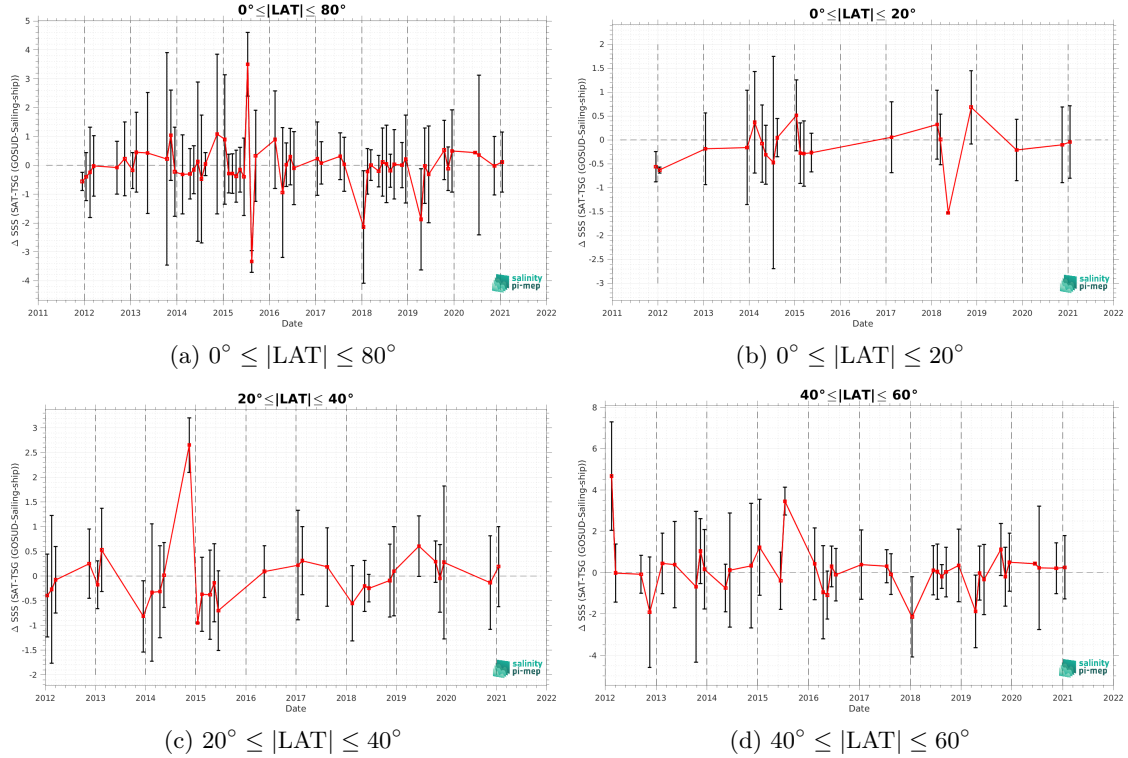 0°≤|LAT|≤ 80°
Δ SSS (SAT-TSG (GOSUD-Sailing-ship))
5
4
3
2
1
0
-1
-2
-3
-4
2011 2012 2013 2014 2015 2016 2017 2018 2019 2020 2021 2022
Date
salinity
pi-mep
(a) 0° ≤ |LAT| ≤ 80°
0°≤|LAT|≤ 20°
Δ SSS (SAT-TSG (GOSUD-Sailing-ship))
2
1.5
1
0.5
0
-0.5
-1
-1.5
-2
-2.5
-3
2011 2012 2013 2014 2015 2016 2017 2018 2019 2020 2021 2022
Date
salinity
pi-mep
(b) 0° ≤ |LAT| ≤ 20°
20°≤|LAT|≤ 40°
Δ SSS (SAT-TSG (GOSUD-Sailing-ship))
3
2.5
2
1.5
1
0.5
0
-0.5
-1
-1.5
-2
2012 2013 2014 2015 2016 2017 2018 2019 2020 2021 2022
Date
salinity
pi-mep
(c) 20° ≤ |LAT| ≤ 40°
40°≤|LAT|≤ 60°
Δ SSS (SAT-TSG (GOSUD-Sailing-ship))
8
6
4
2
0
-2
-4
2012 2013 2014 2015 2016 2017 2018 2019 2020 2021 2022
Date
salinity
pi-mep
(d) 40° ≤ |LAT| ≤ 60°